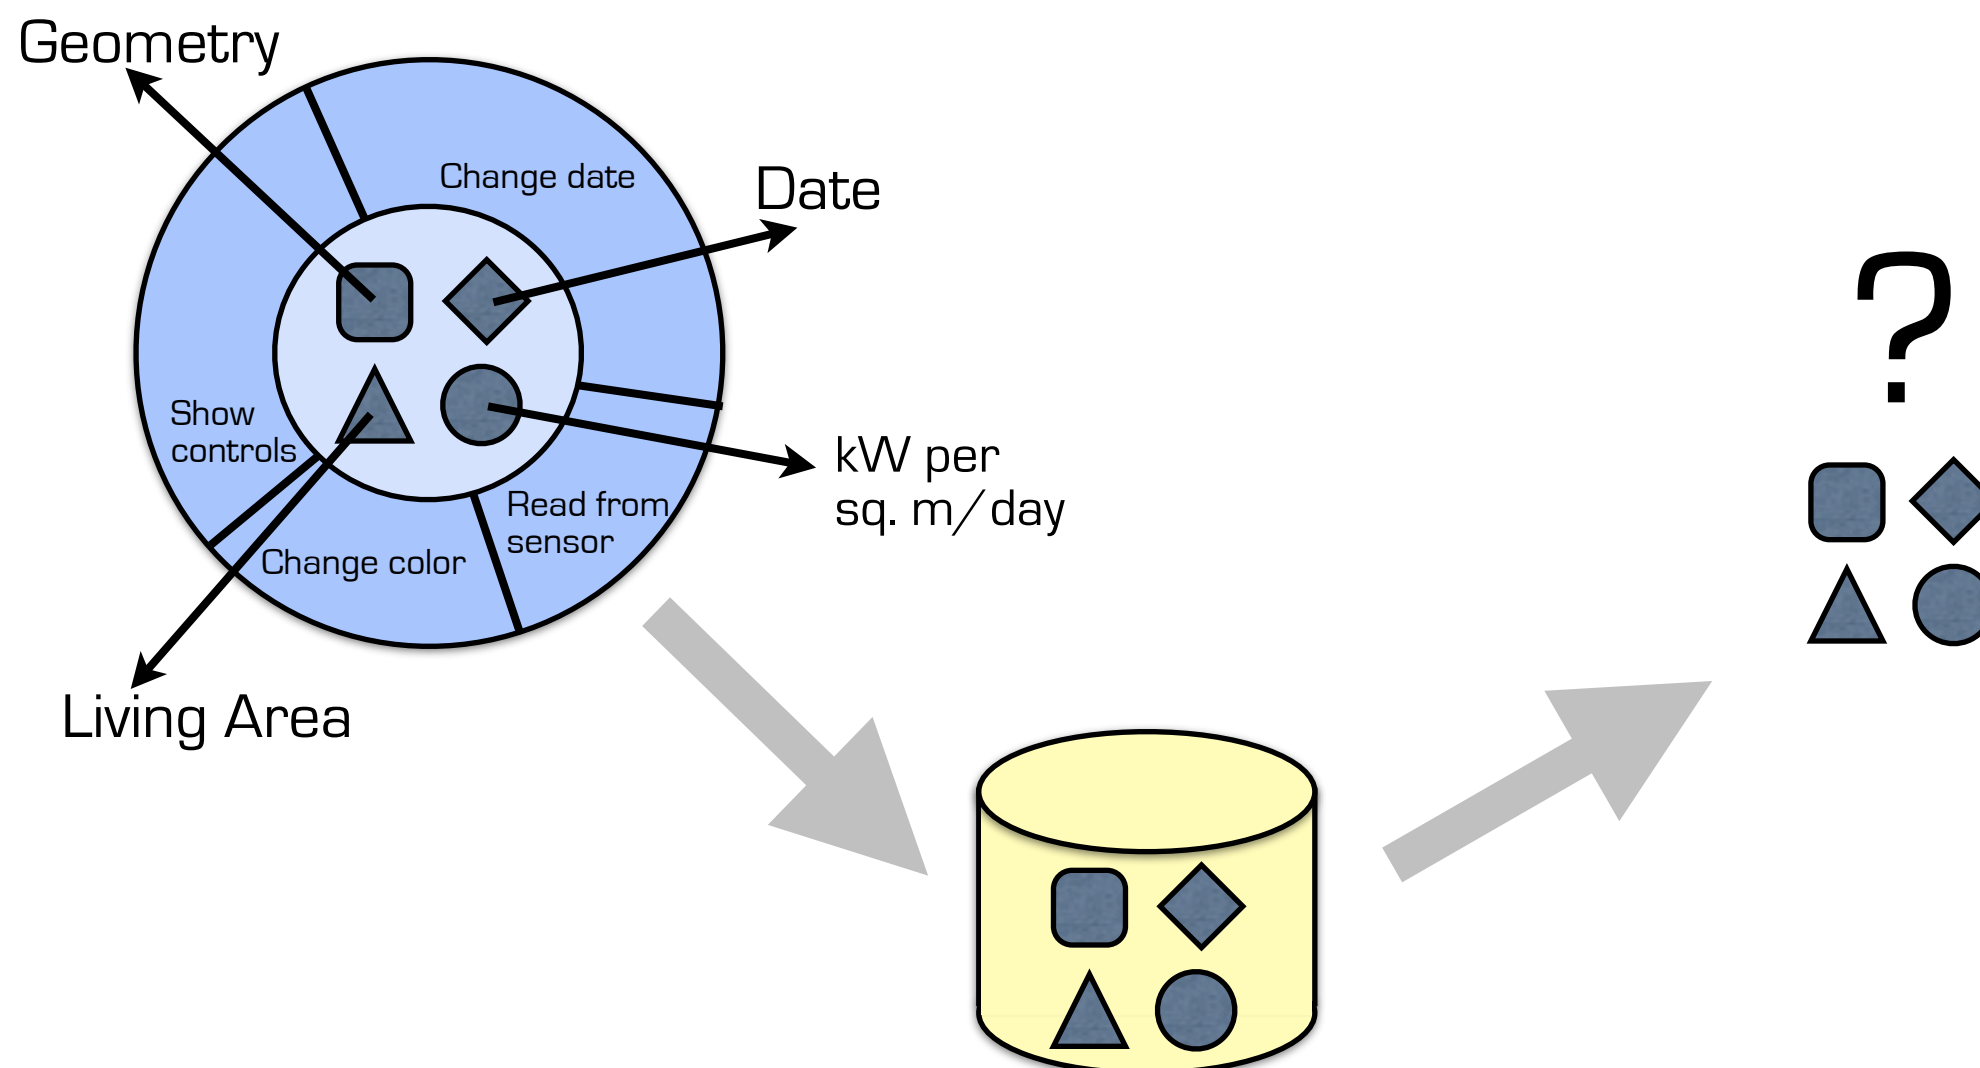 Geometry
Change date
Date
Show
controls
kW per
sq. m/day
Read from
sensor
Change color
Living Area
?